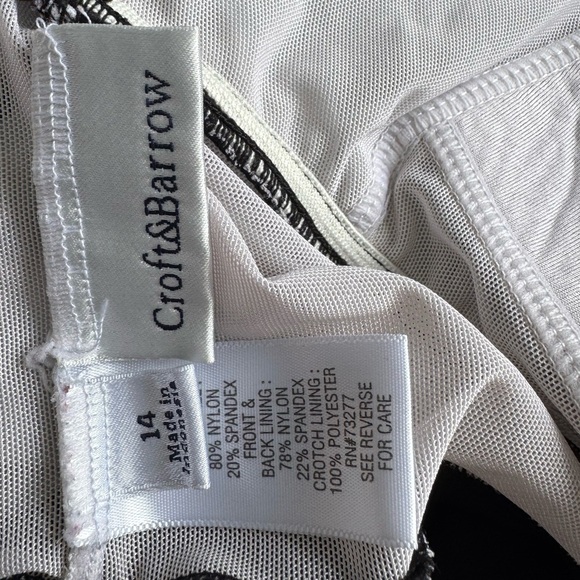 Croft&Barrow
14
Made in
Indonesia
80% NYLON
20% SPANDEX
FRONT &
BACK LINING :
78% NYLON
22% SPANDEX
CROTCH LINING :
100% POLYESTER
RN#73277
SEE REVERSE
FOR CARE